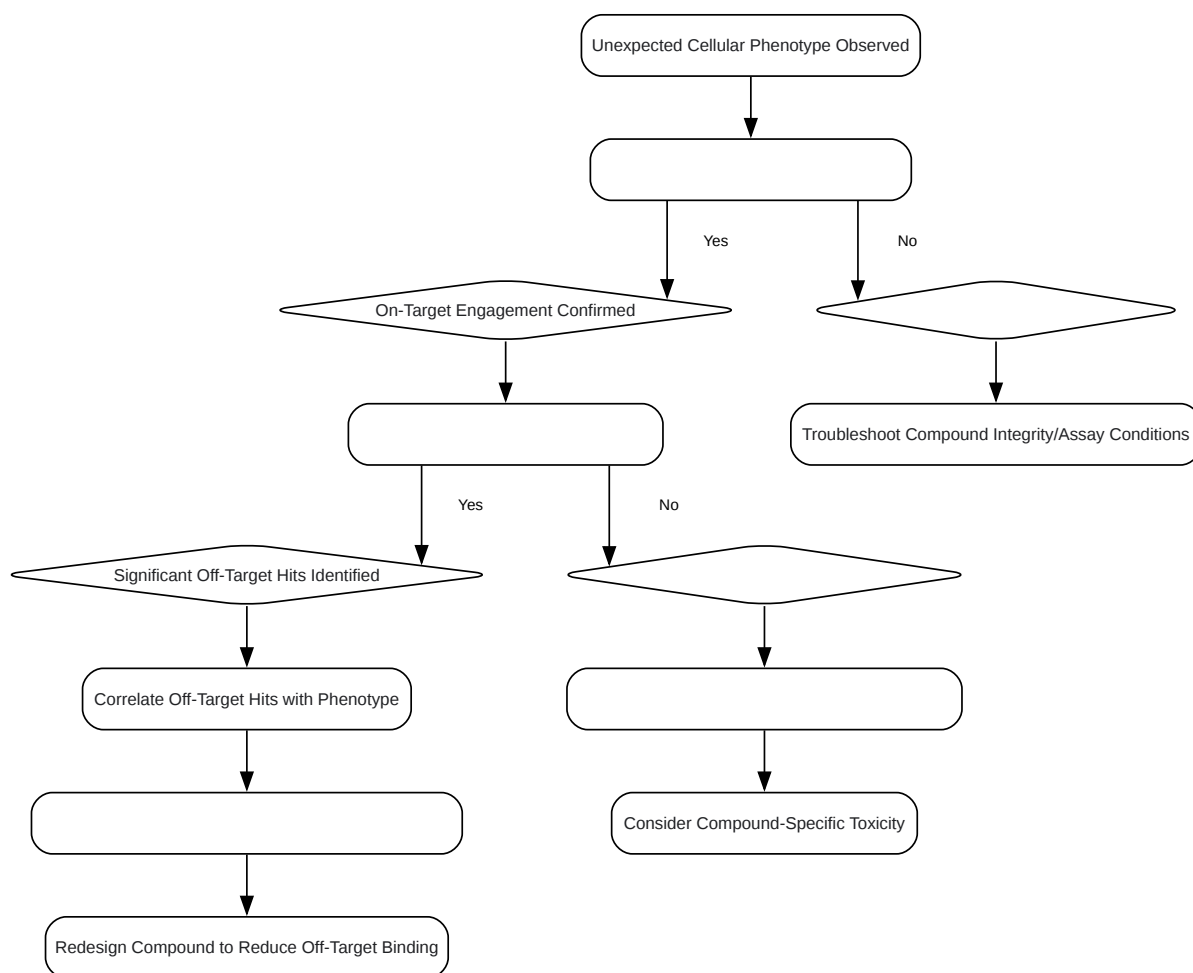 Unexpected Cellular Phenotype Observed
Yes
No
On-Target Engagement Confirmed
Troubleshoot Compound Integrity/Assay Conditions
Yes
No
Significant Off-Target Hits Identified
Correlate Off-Target Hits with Phenotype
Consider Compound-Specific Toxicity
Redesign Compound to Reduce Off-Target Binding